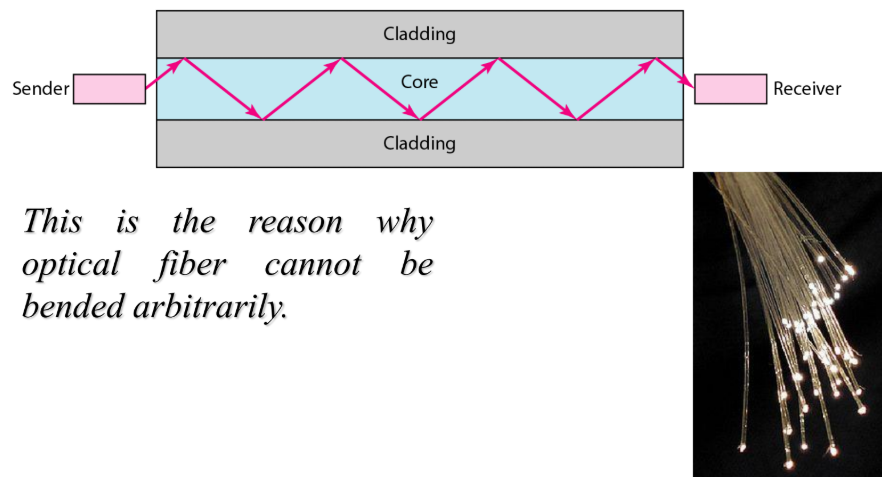 Cladding
Sender
Core
Receiver
Cladding
This is the reason why
optical fiber cannot be
bended arbitrarily.